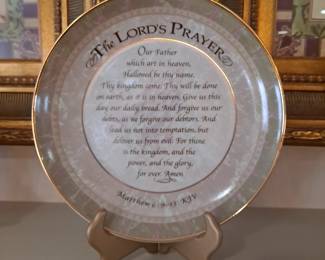 The LORD'S PRAYER
Our Father
which art in heaven,
Hallowed be thy name.
Thy kingdom come. Thy will be done
on earth, as it is in heaven. Give us this
day our daily bread. And forgive us our
debts, as we forgive our debtors. And
lead us not into temptation, but
deliver us from evil. For thine
is the kingdom, and the
power, and the glory,
for ever. Amen.
Matthew 6:9-13 KJV